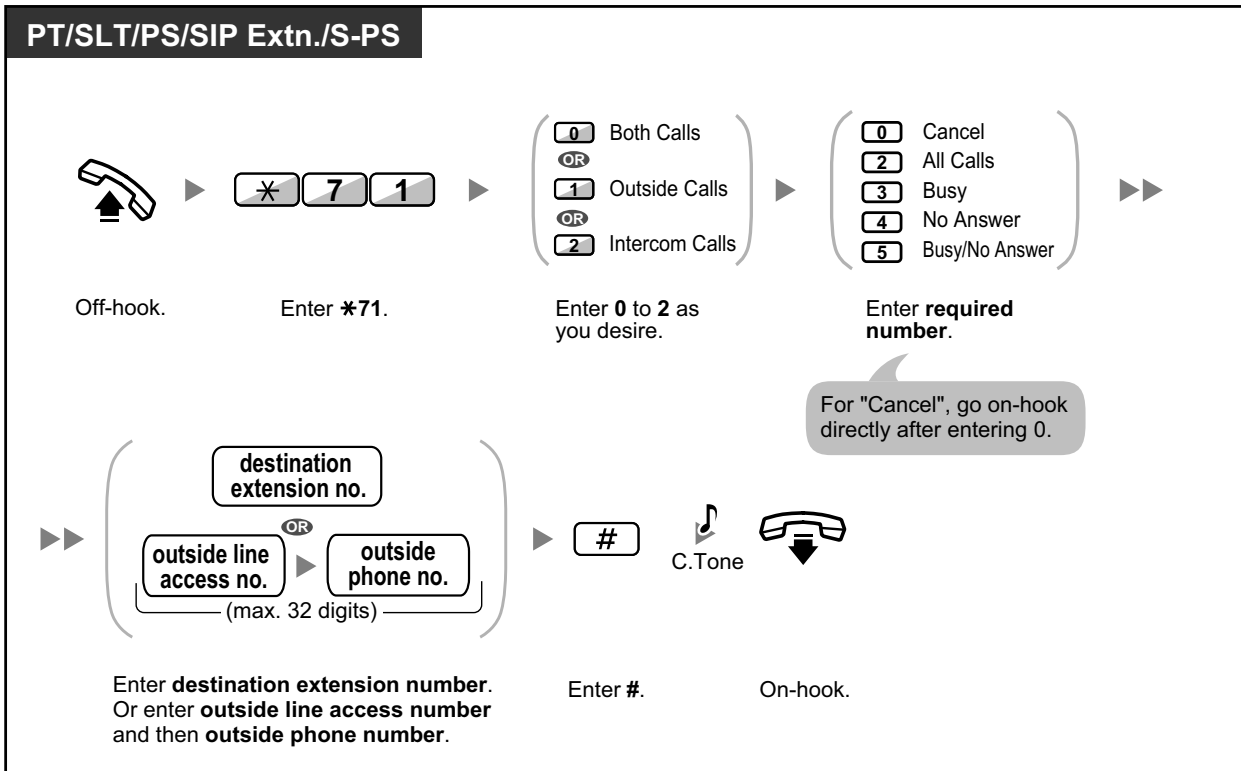 PT/SLT/PS/SIP Extn./S-PS
Off-hook.
✳ 7 1
Enter ✳71.
0 Both Calls
OR
1 Outside Calls
OR
2 Intercom Calls
Enter 0 to 2 as
you desire.
0 Cancel
2 All Calls
3 Busy
4 No Answer
5 Busy/No Answer
Enter required
number.
For "Cancel", go on-hook
directly after entering 0.
destination
extension no.
OR
outside line
access no.
outside
phone no.
(max. 32 digits)
Enter destination extension number.
Or enter outside line access number
and then outside phone number.
#
Enter #.
C.Tone
On-hook.